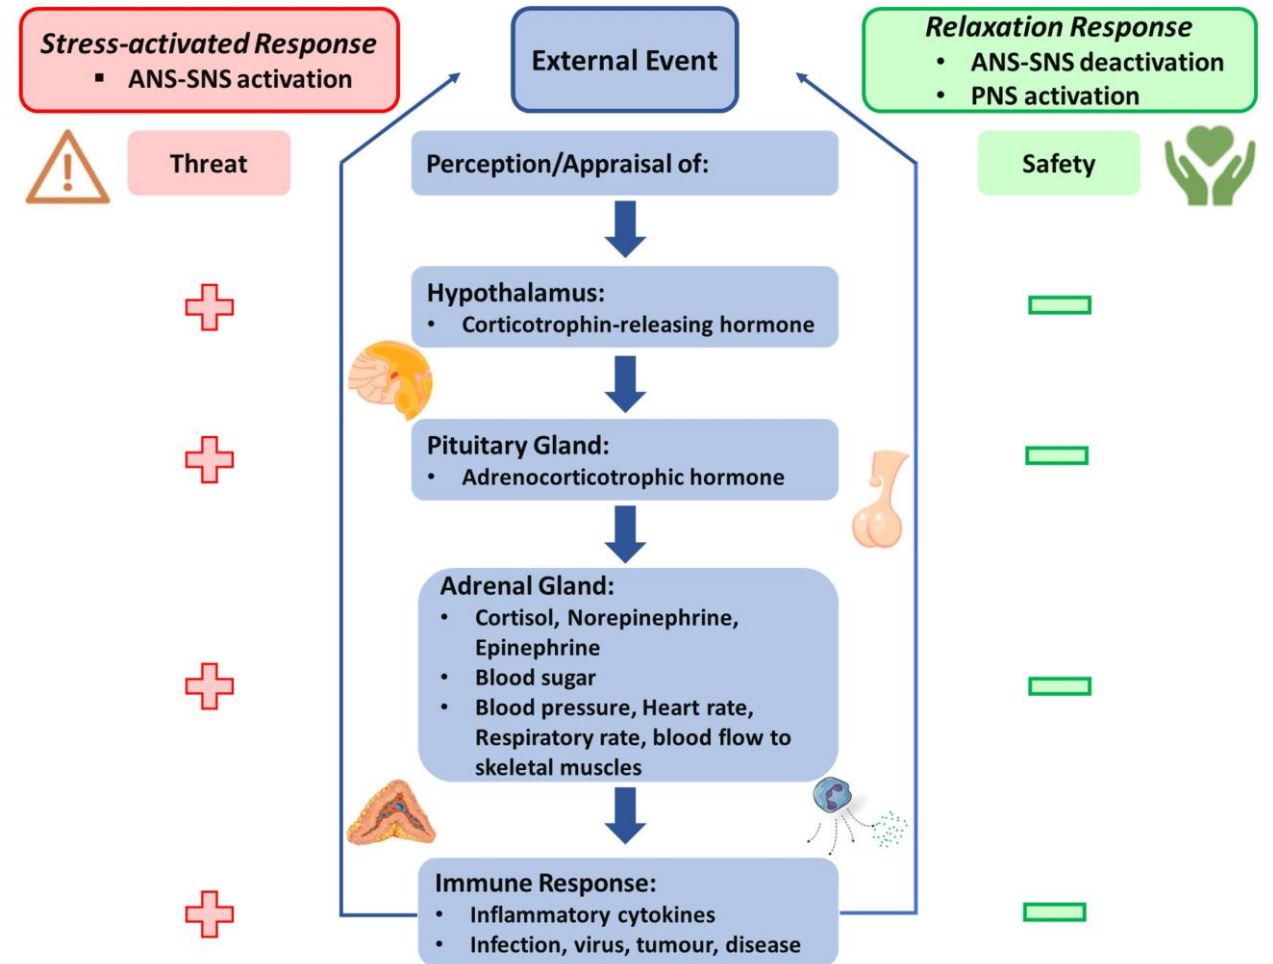 Stress-activated Response
▪ ANS-SNS activation
External Event
Relaxation Response
• ANS-SNS deactivation
• PNS activation
Threat
Perception/Appraisal of:
Safety
Hypothalamus:
• Corticotrophin-releasing hormone
Pituitary Gland:
• Adrenocorticotrophic hormone
Adrenal Gland:
• Cortisol, Norepinephrine,
Epinephrine
• Blood sugar
• Blood pressure, Heart rate,
Respiratory rate, blood flow to
skeletal muscles
Immune Response:
• Inflammatory cytokines
• Infection, virus, tumour, disease